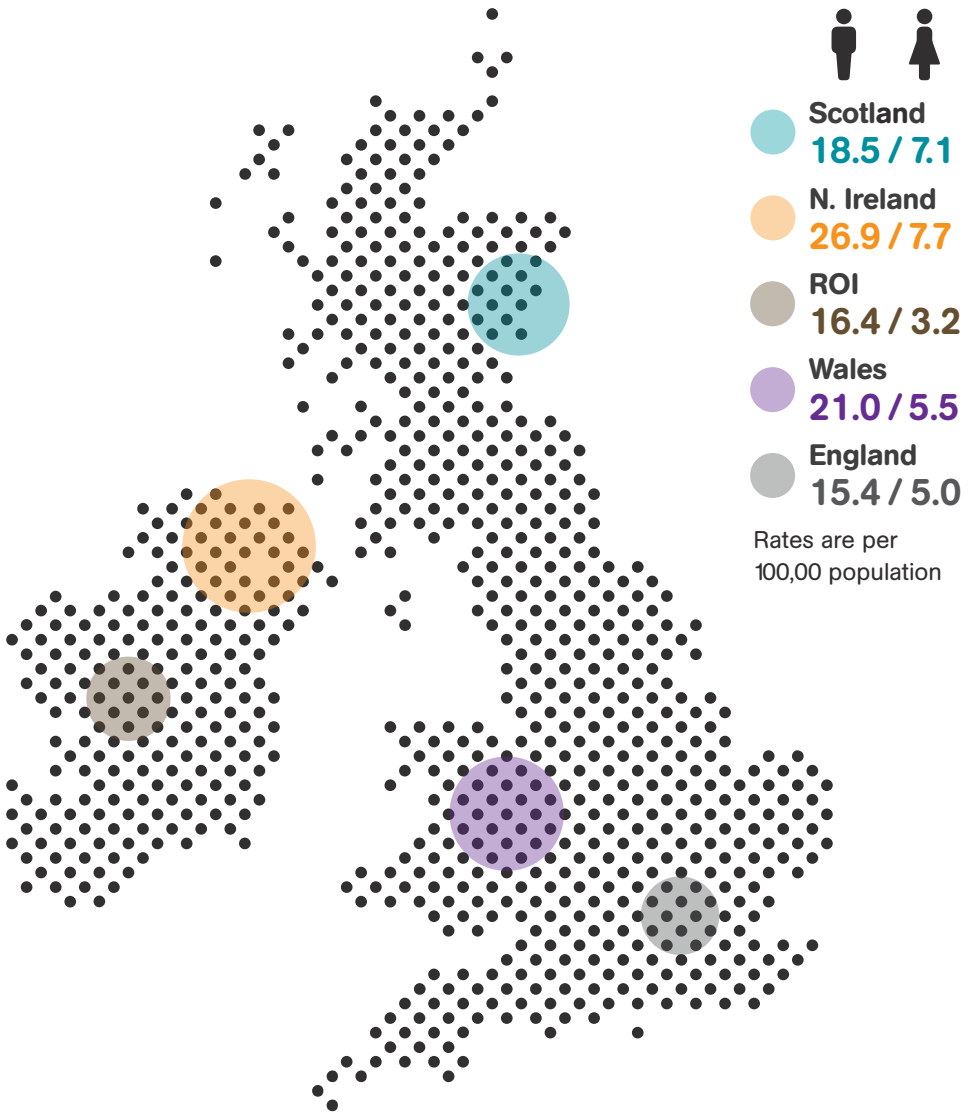 Scotland
18.5 / 7.1
N. Ireland
26.9 / 7.7
ROI
16.4 / 3.2
Wales
21.0 / 5.5
England
15.4 / 5.0
Rates are per
100,00 population